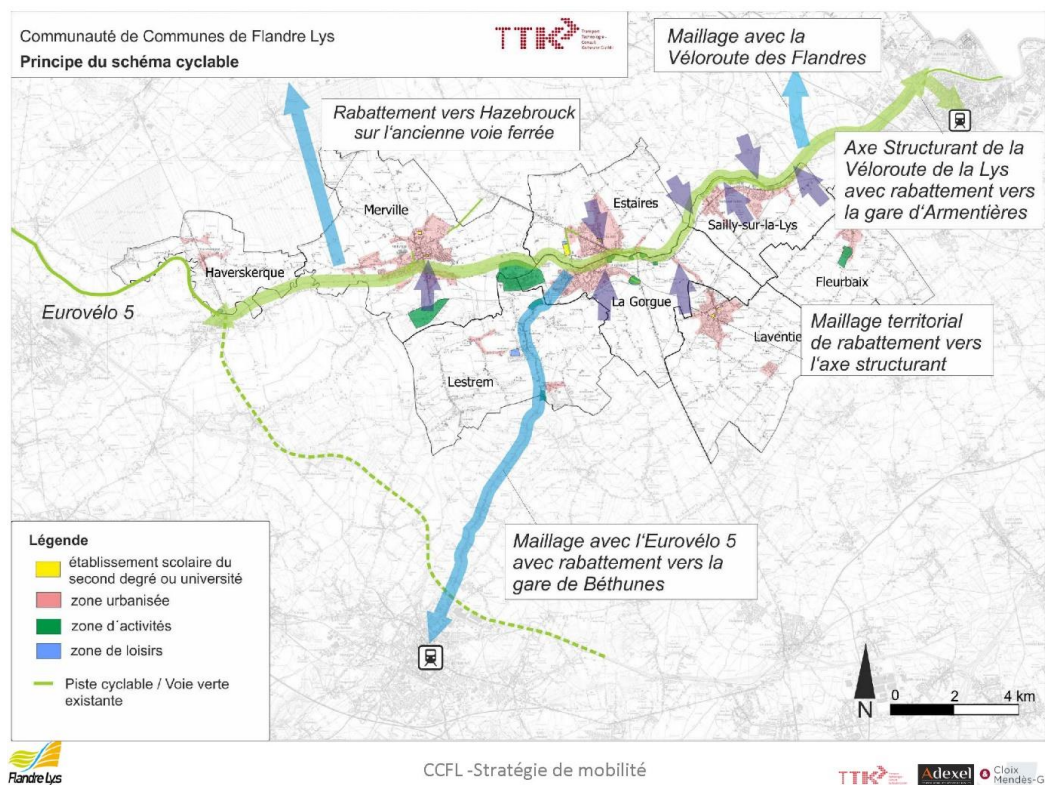 Communauté de Communes de Flandre Lys
Principe du schéma cyclable
TTK
Maillage avec la
Véloroute des Flandres
Rabattement vers Hazebrouck
sur l'ancienne voie ferrée
Axe Structurant de la
Véloroute de la Lys
avec rabattement vers
la gare d'Armentières
Merville
Estaires
Sailly-sur-la-Lys
Haverskerque
Fleurbaix
Eurovélo 5
La Gorgue
Laventie
Maillage territorial
de rabattement vers
l'axe structurant
Lestrem
Maillage avec l'Eurovélo 5
avec rabattement vers la
gare de Béthunes
Légende
établissement scolaire du
second degré ou université
zone urbanisée
zone d'activités
zone de loisirs
Piste cyclable / Voie verte
existante
0 2 4 km
N
Flandre Lys
CCFL -Stratégie de mobilité
TTK
Adexel
Cloix
Mendès-G